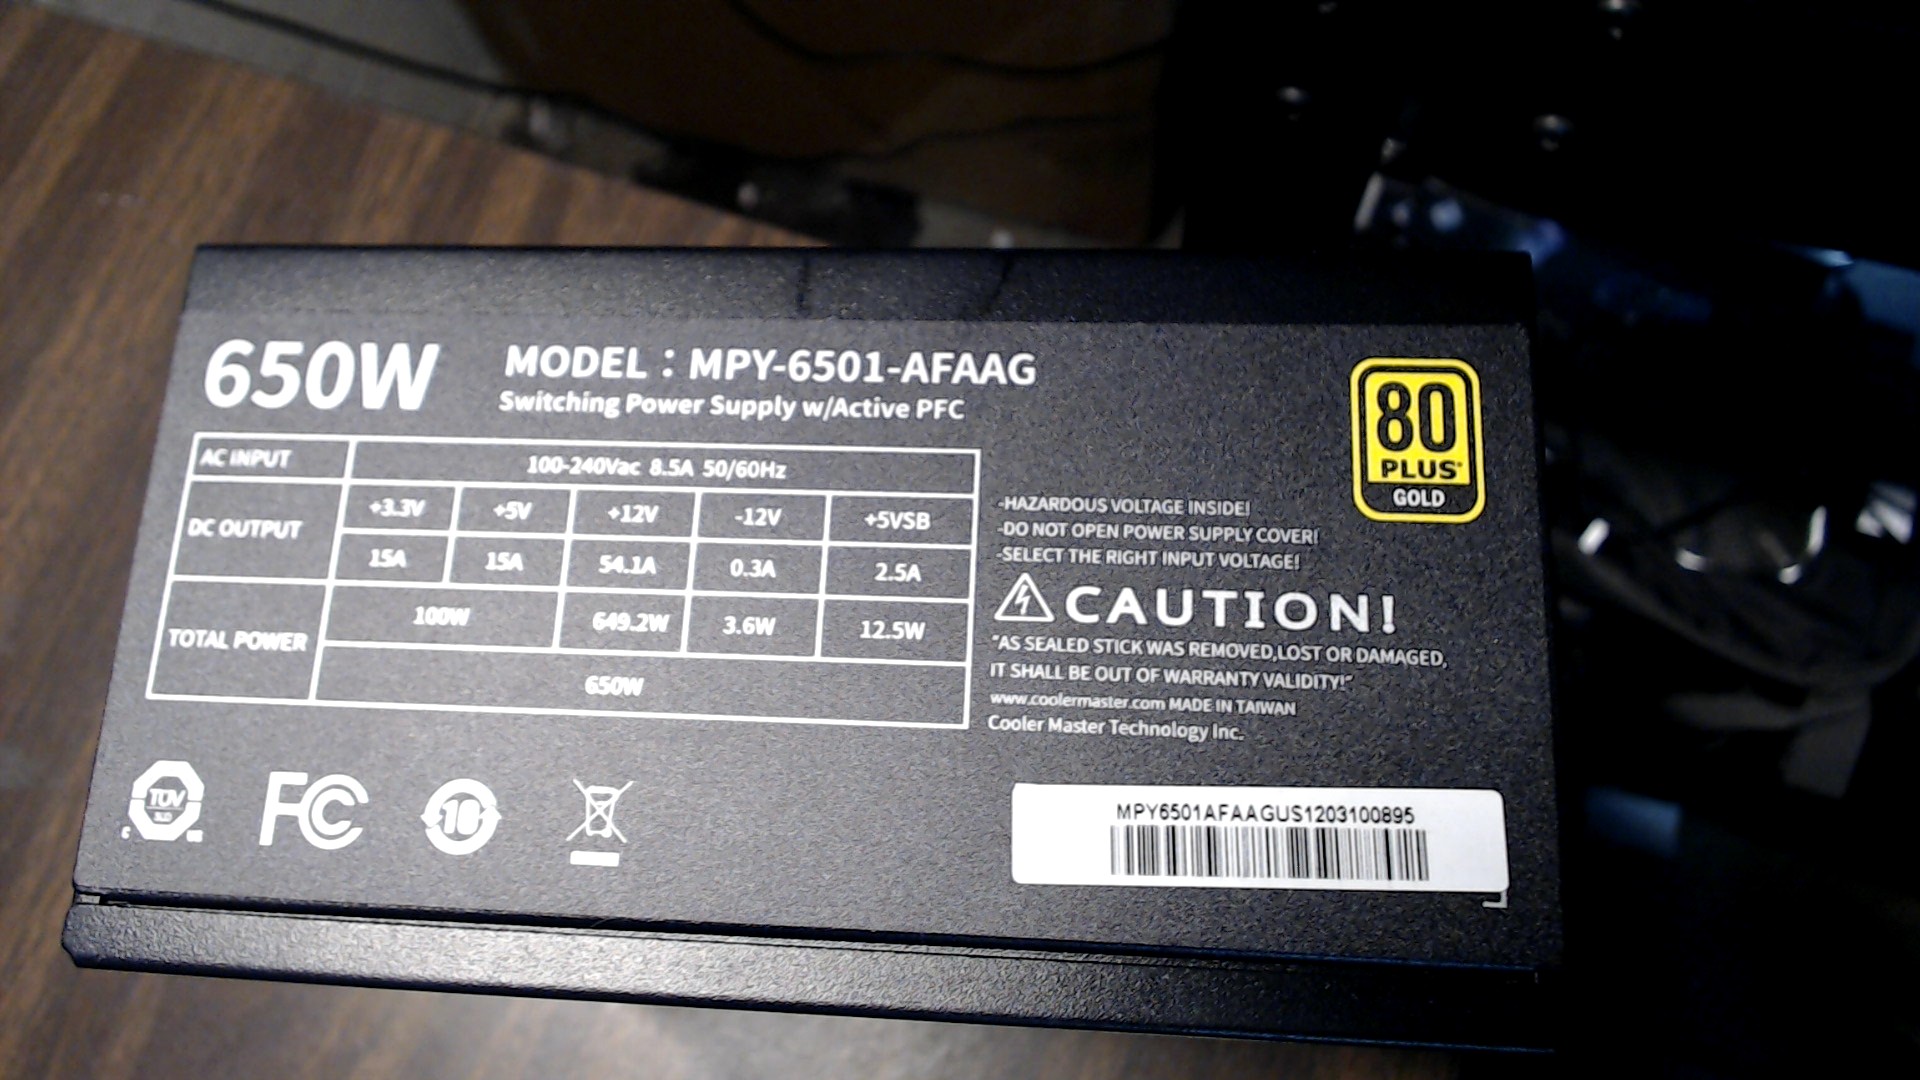 650W
MODEL：MPY-6501-AFAAG
Switching Power Supply w/Active PFC
AC INPUT 100-240Vac 8.5A 50/60Hz
DC OUTPUT +3.3V +5V +12V -12V +5VSB
15A 15A 54.1A 0.3A 2.5A
TOTAL POWER 100W 649.2W 3.6W 12.5W
650W
80
PLUS
GOLD
-HAZARDOUS VOLTAGE INSIDE!
-DO NOT OPEN POWER SUPPLY COVER!
-SELECT THE RIGHT INPUT VOLTAGE!
CAUTION!
"AS SEALED STICK WAS REMOVED,LOST OR DAMAGED,
IT SHALL BE OUT OF WARRANTY VALIDITY!"
www.coolermaster.com MADE IN TAIWAN
Cooler Master Technology Inc.
TÜV
C
FC
10
MPY6501AFAAGUS1203100895